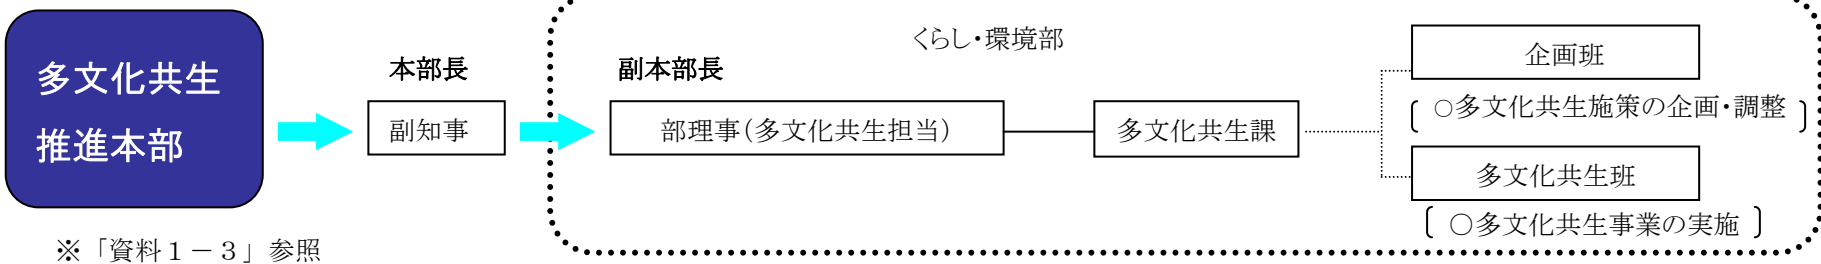 多文化共生
推進本部
※「資料１－３」参照
本部長
副知事
くらし・環境部
副本部長
部理事(多文化共生担当)
多文化共生課
企画班
○多文化共生施策の企画・調整
多文化共生班
○多文化共生事業の実施